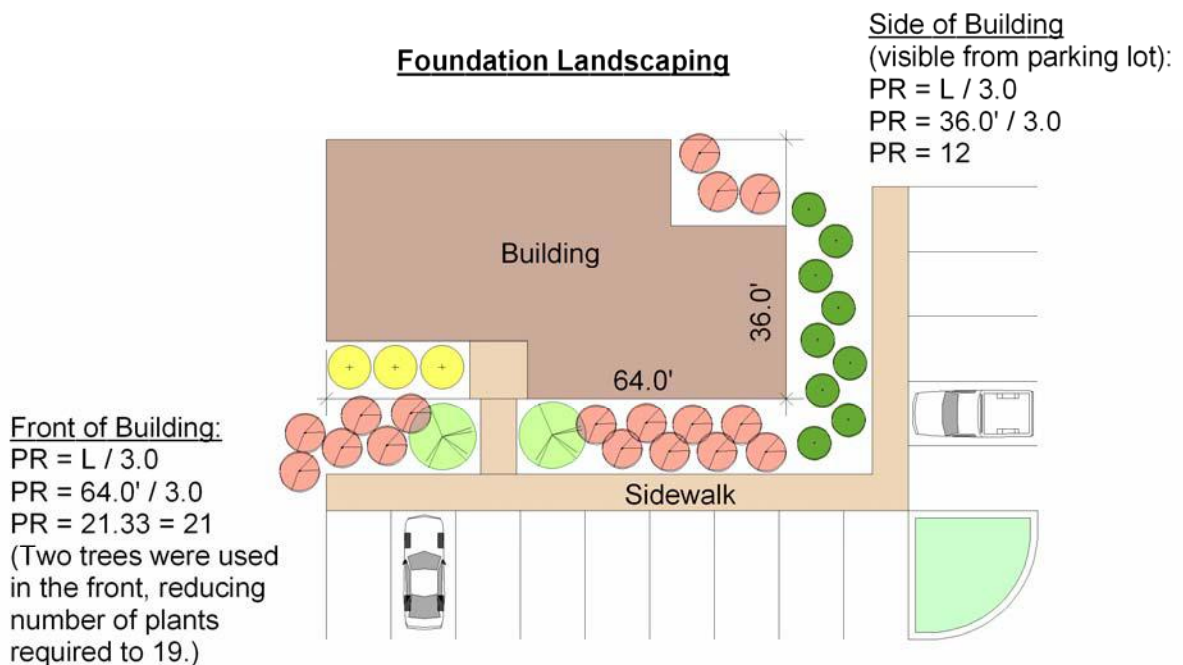 Foundation Landscaping
Side of Building
(visible from parking lot):
PR = L / 3.0
PR = 36.0' / 3.0
PR = 12
Building
36.0'
64.0'
Front of Building:
PR = L / 3.0
PR = 64.0' / 3.0
PR = 21.33 = 21
(Two trees were used
in the front, reducing
number of plants
required to 19.)
Sidewalk